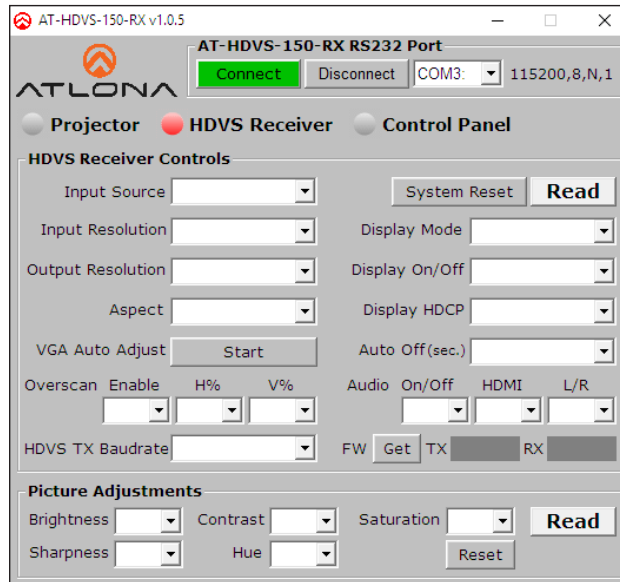 AT-HDVS-150-RX v1.0.5
AT-HDVS-150-RX RS232 Port
ATLONA
Connect Disconnect COM3: 115200,8,N,1
Projector HDVS Receiver Control Panel
HDVS Receiver Controls
Input Source System Reset Read
Input Resolution Display Mode
Output Resolution Display On/Off
Aspect Display HDCP
VGA Auto Adjust Start Auto Off(sec.)
Overscan Enable H% V% Audio On/Off HDMI L/R
HDVS TX Baudrate FW Get TX RX
Picture Adjustments
Brightness Contrast Saturation Read
Sharpness Hue Reset